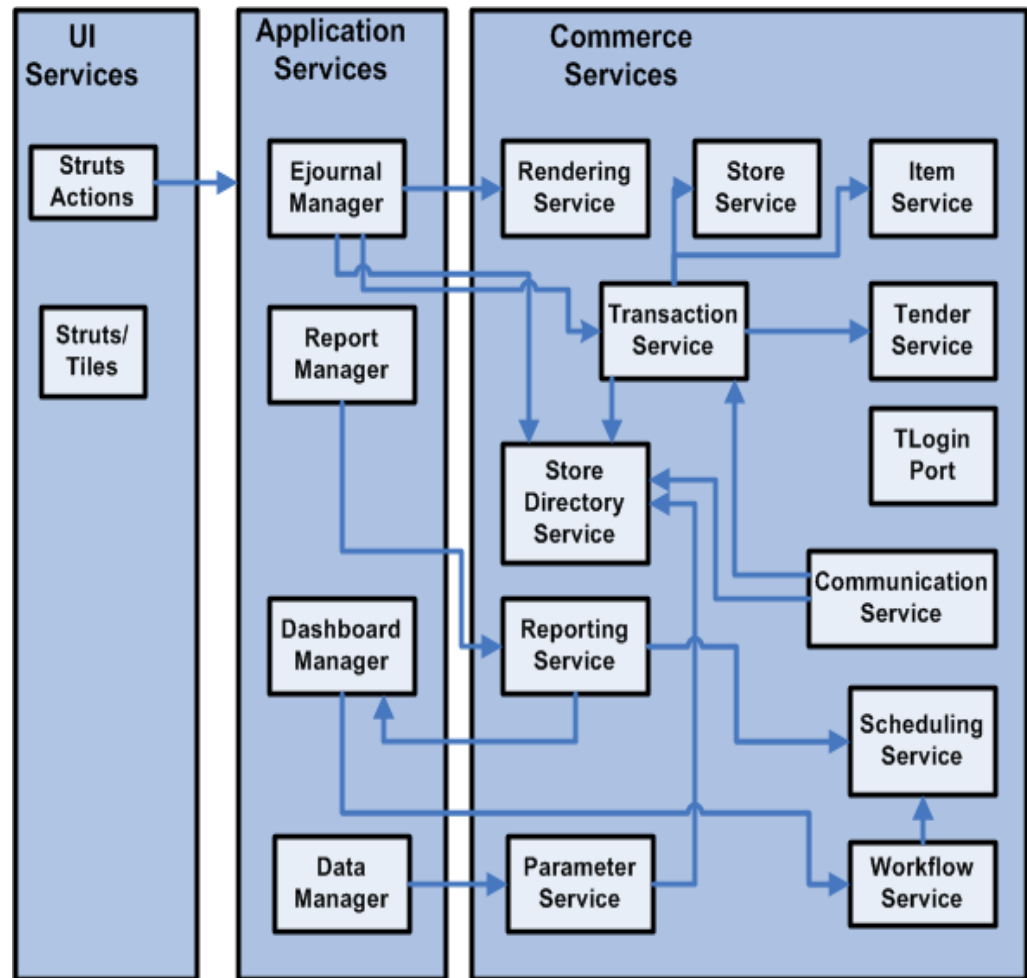 UI
Services
Application
Services
Commerce
Services
Struts
Actions
Ejournal
Manager
Rendering
Service
Store
Service
Item
Service
Struts/
Tiles
Report
Manager
Transaction
Service
Tender
Service
TLogin
Port
Store
Directory
Service
Communication
Service
Dashboard
Manager
Reporting
Service
Scheduling
Service
Data
Manager
Parameter
Service
Workflow
Service